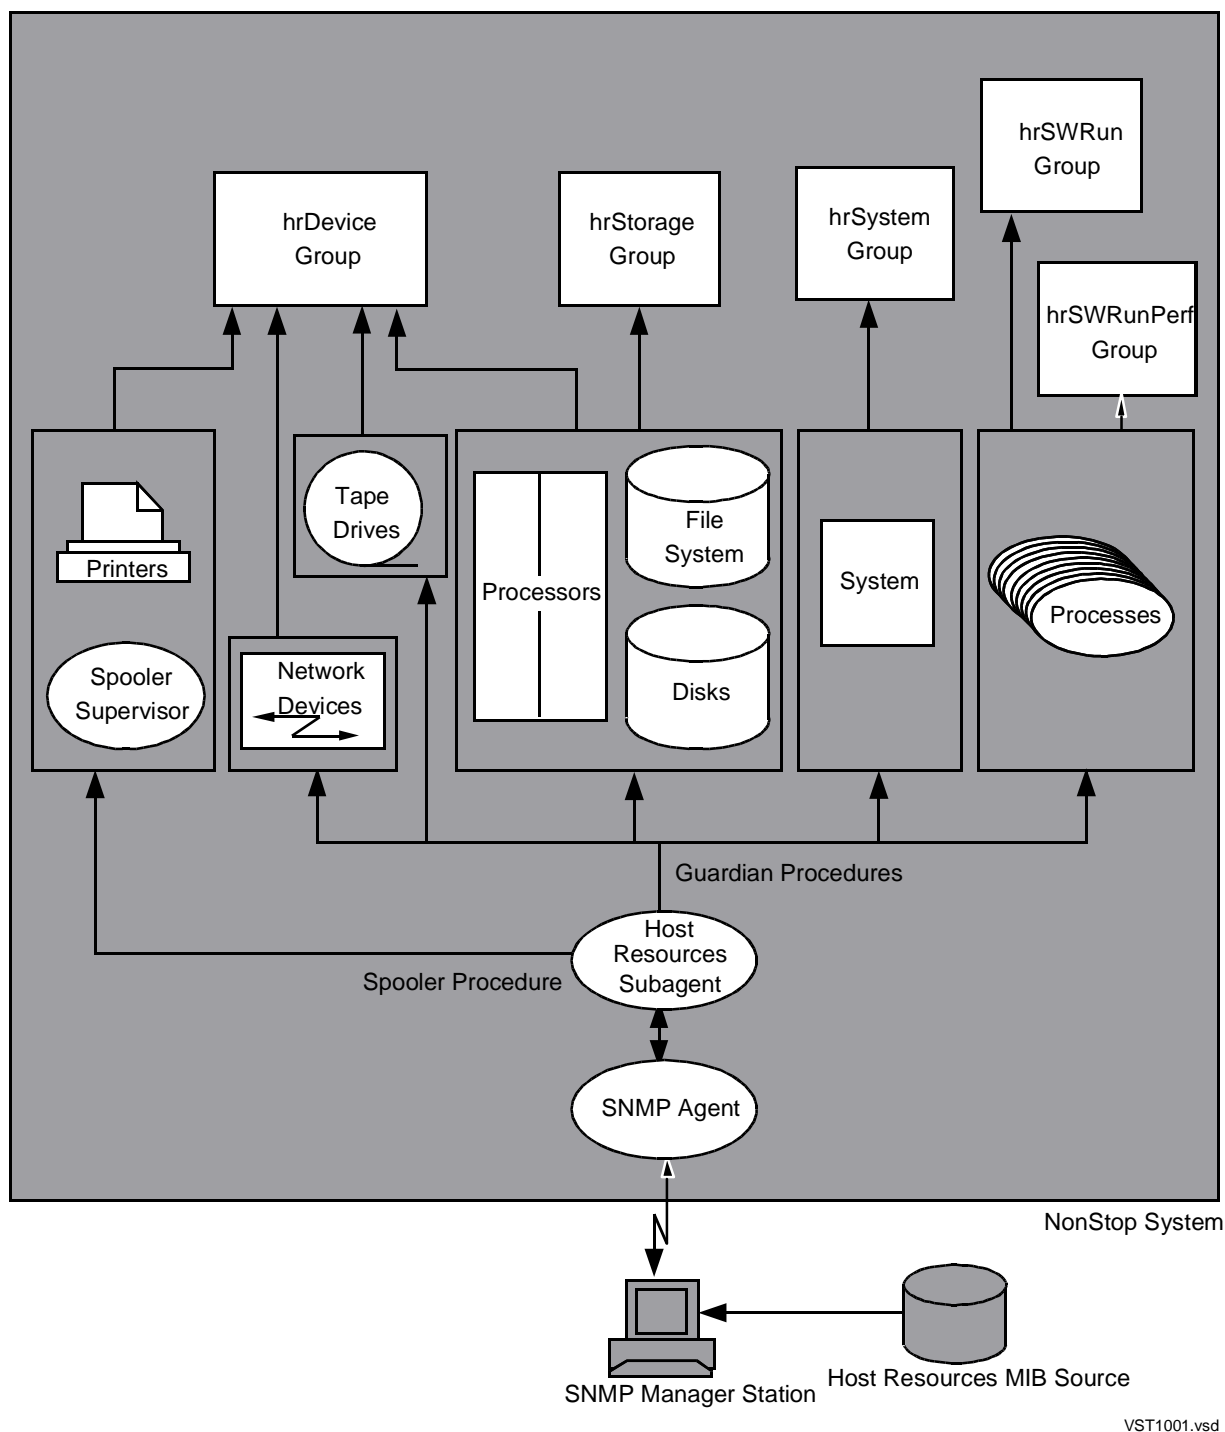 hrSWRun
Group
hrDevice
Group
hrStorage
Group
hrSystem
Group
hrSWRunPerf
Group
Printers
Spooler
Supervisor
Network
Devices
Tape
Drives
Processors
File
System
Disks
System
Processes
Guardian Procedures
Spooler Procedure
Host
Resources
Subagent
SNMP Agent
NonStop System
SNMP Manager Station
Host Resources MIB Source
VST1001.vsd